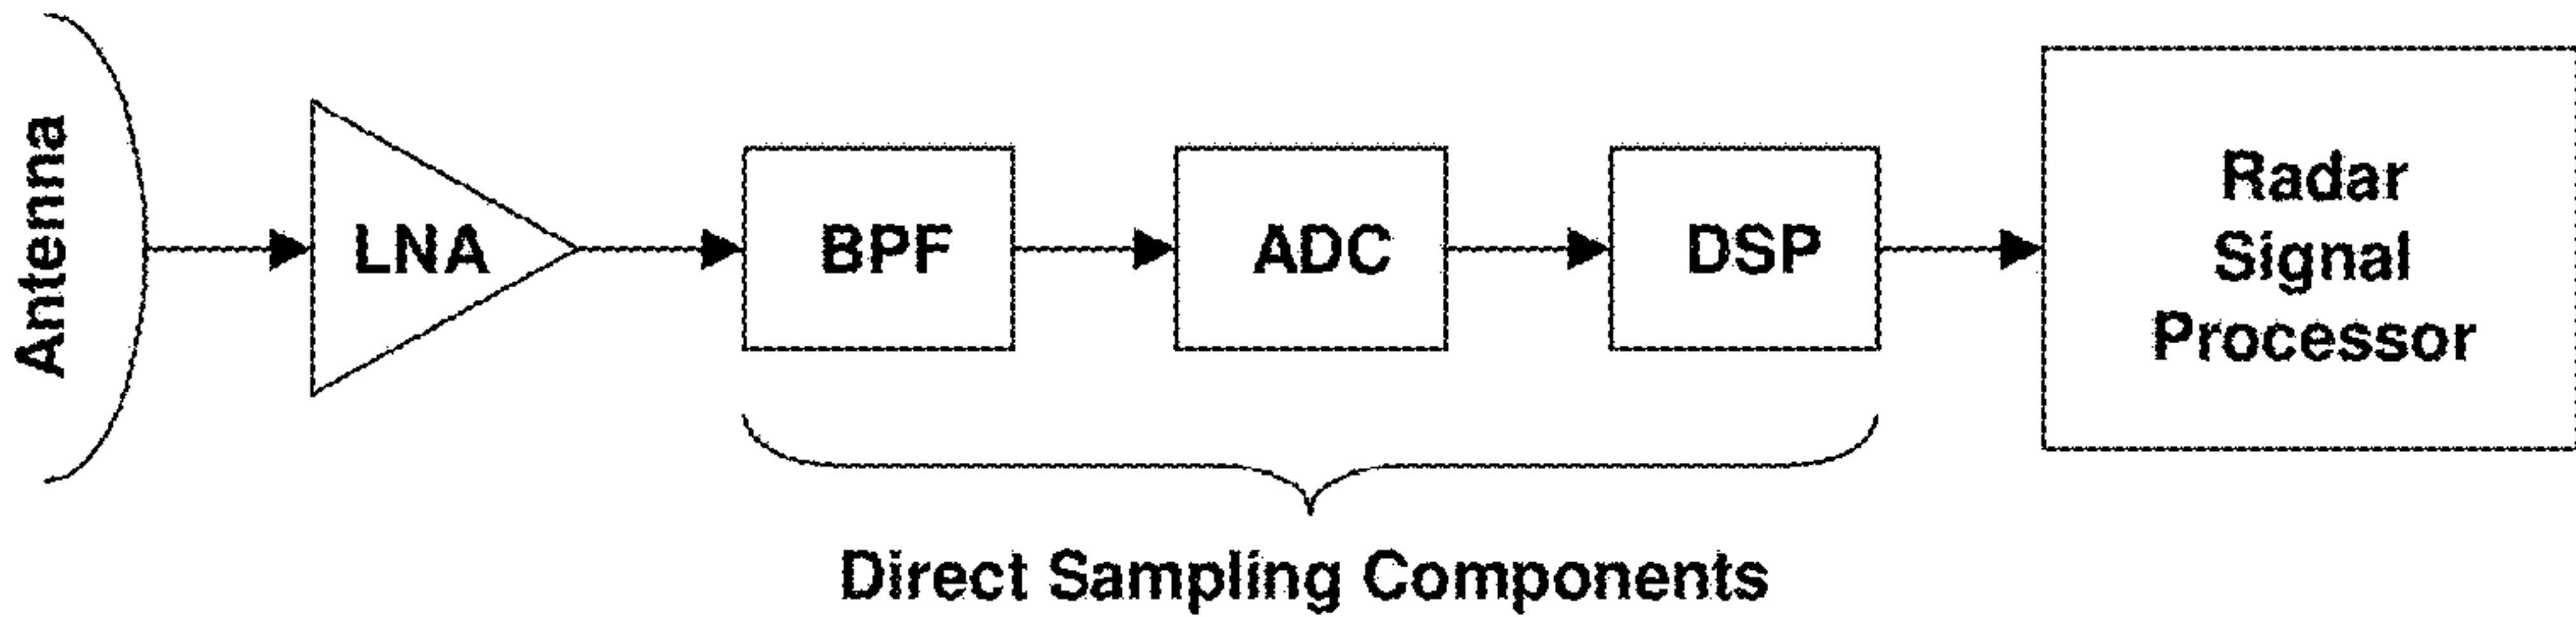 Antenna
LNA
BPF
ADC
DSP
Radar
Signal
Processor
Direct Sampling Components